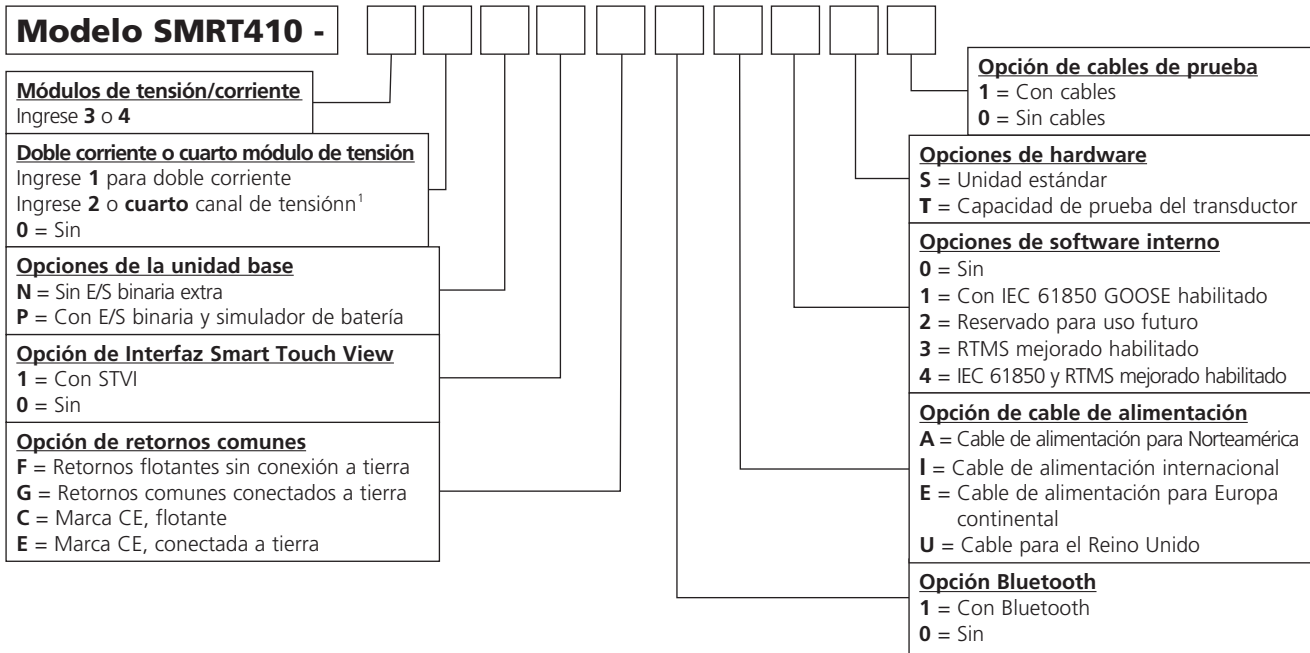 Modelo SMRT410 -
Módulos de tensión/corriente
Ingrese 3 o 4
Doble corriente o cuarto módulo de tensión
Ingrese 1 para doble corriente
Ingrese 2 o cuarto canal de tensiónn¹
0 = Sin
Opciones de la unidad base
N = Sin E/S binaria extra
P = Con E/S binaria y simulador de batería
Opción de Interfaz Smart Touch View
1 = Con STVI
0 = Sin
Opción de retornos comunes
F = Retornos flotantes sin conexión a tierra
G = Retornos comunes conectados a tierra
C = Marca CE, flotante
E = Marca CE, conectada a tierra
Opción de cables de prueba
1 = Con cables
0 = Sin cables
Opciones de hardware
S = Unidad estándar
T = Capacidad de prueba del transductor
Opciones de software interno
0 = Sin
1 = Con IEC 61850 GOOSE habilitado
2 = Reservado para uso futuro
3 = RTMS mejorado habilitado
4 = IEC 61850 y RTMS mejorado habilitado
Opción de cable de alimentación
A = Cable de alimentación para Norteamérica
I = Cable de alimentación internacional
E = Cable de alimentación para Europa
continental
U = Cable para el Reino Unido
Opción Bluetooth
1 = Con Bluetooth
0 = Sin